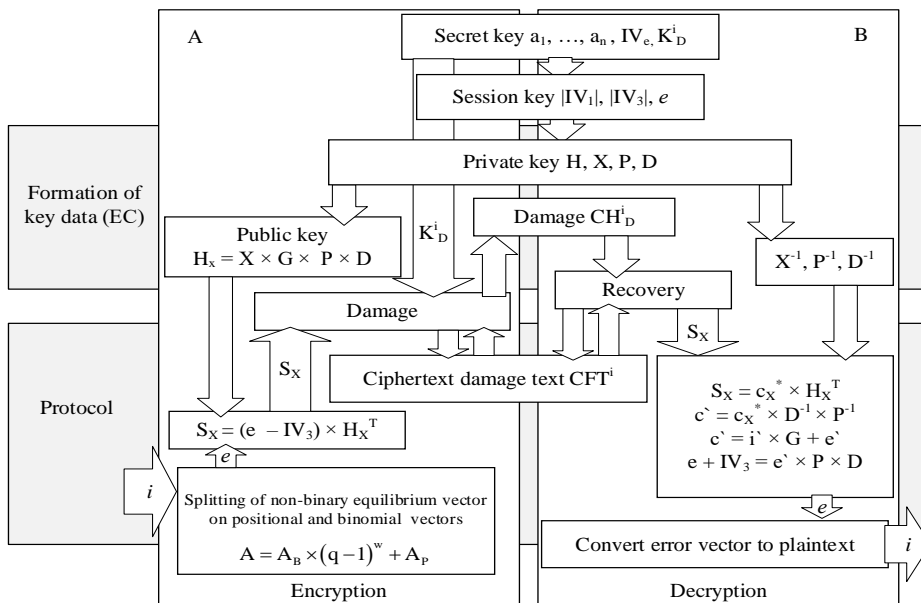 A
B
Secret key a₁, …, aₙ , IVₑ, Kⁱ_D
Session key |IV₁|, |IV₃|, e
Private key H, X, P, D
Formation of
key data (EC)
Public key
Hₓ = X × G × P × D
Kⁱ_D
Damage CHⁱ_D
X⁻¹, P⁻¹, D⁻¹
Recovery
Damage
S_X
S_X
Ciphertext damage text CFTⁱ
Protocol
S_X = (e – IV₃) × H_X^T
e
S_X = c_X^* × H_X^T
c` = c_X^* × D⁻¹ × P⁻¹
c` = i` × G + e`
e + IV₃ = e` × P × D
i
Splitting of non-binary equilibrium vector
on positional and binomial vectors
A = A_B × (q – 1)^w + A_P
e
Convert error vector to plaintext
i
Encryption
Decryption